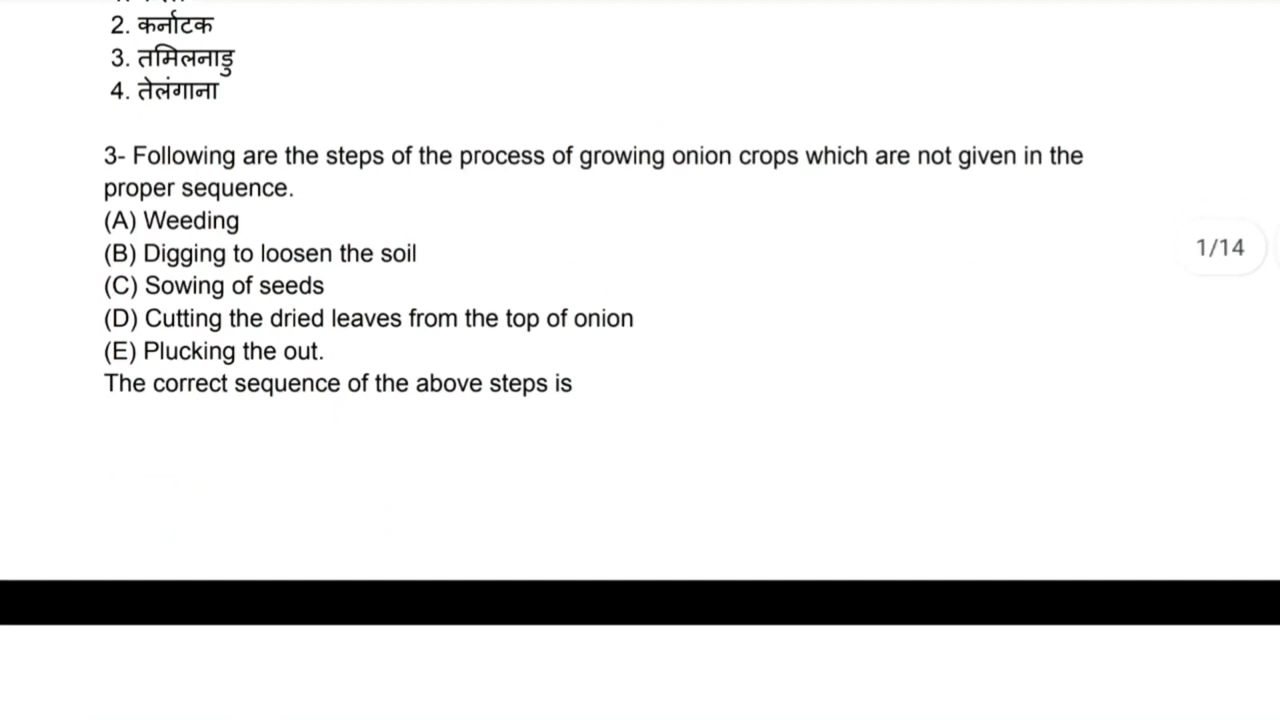 2. कर्नाटक
3. तमिलनाडु
4. तेलंगाना
3- Following are the steps of the process of growing onion crops which are not given in the
proper sequence.
(A) Weeding
(B) Digging to loosen the soil
(C) Sowing of seeds
(D) Cutting the dried leaves from the top of onion
(E) Plucking the out.
The correct sequence of the above steps is
1/14